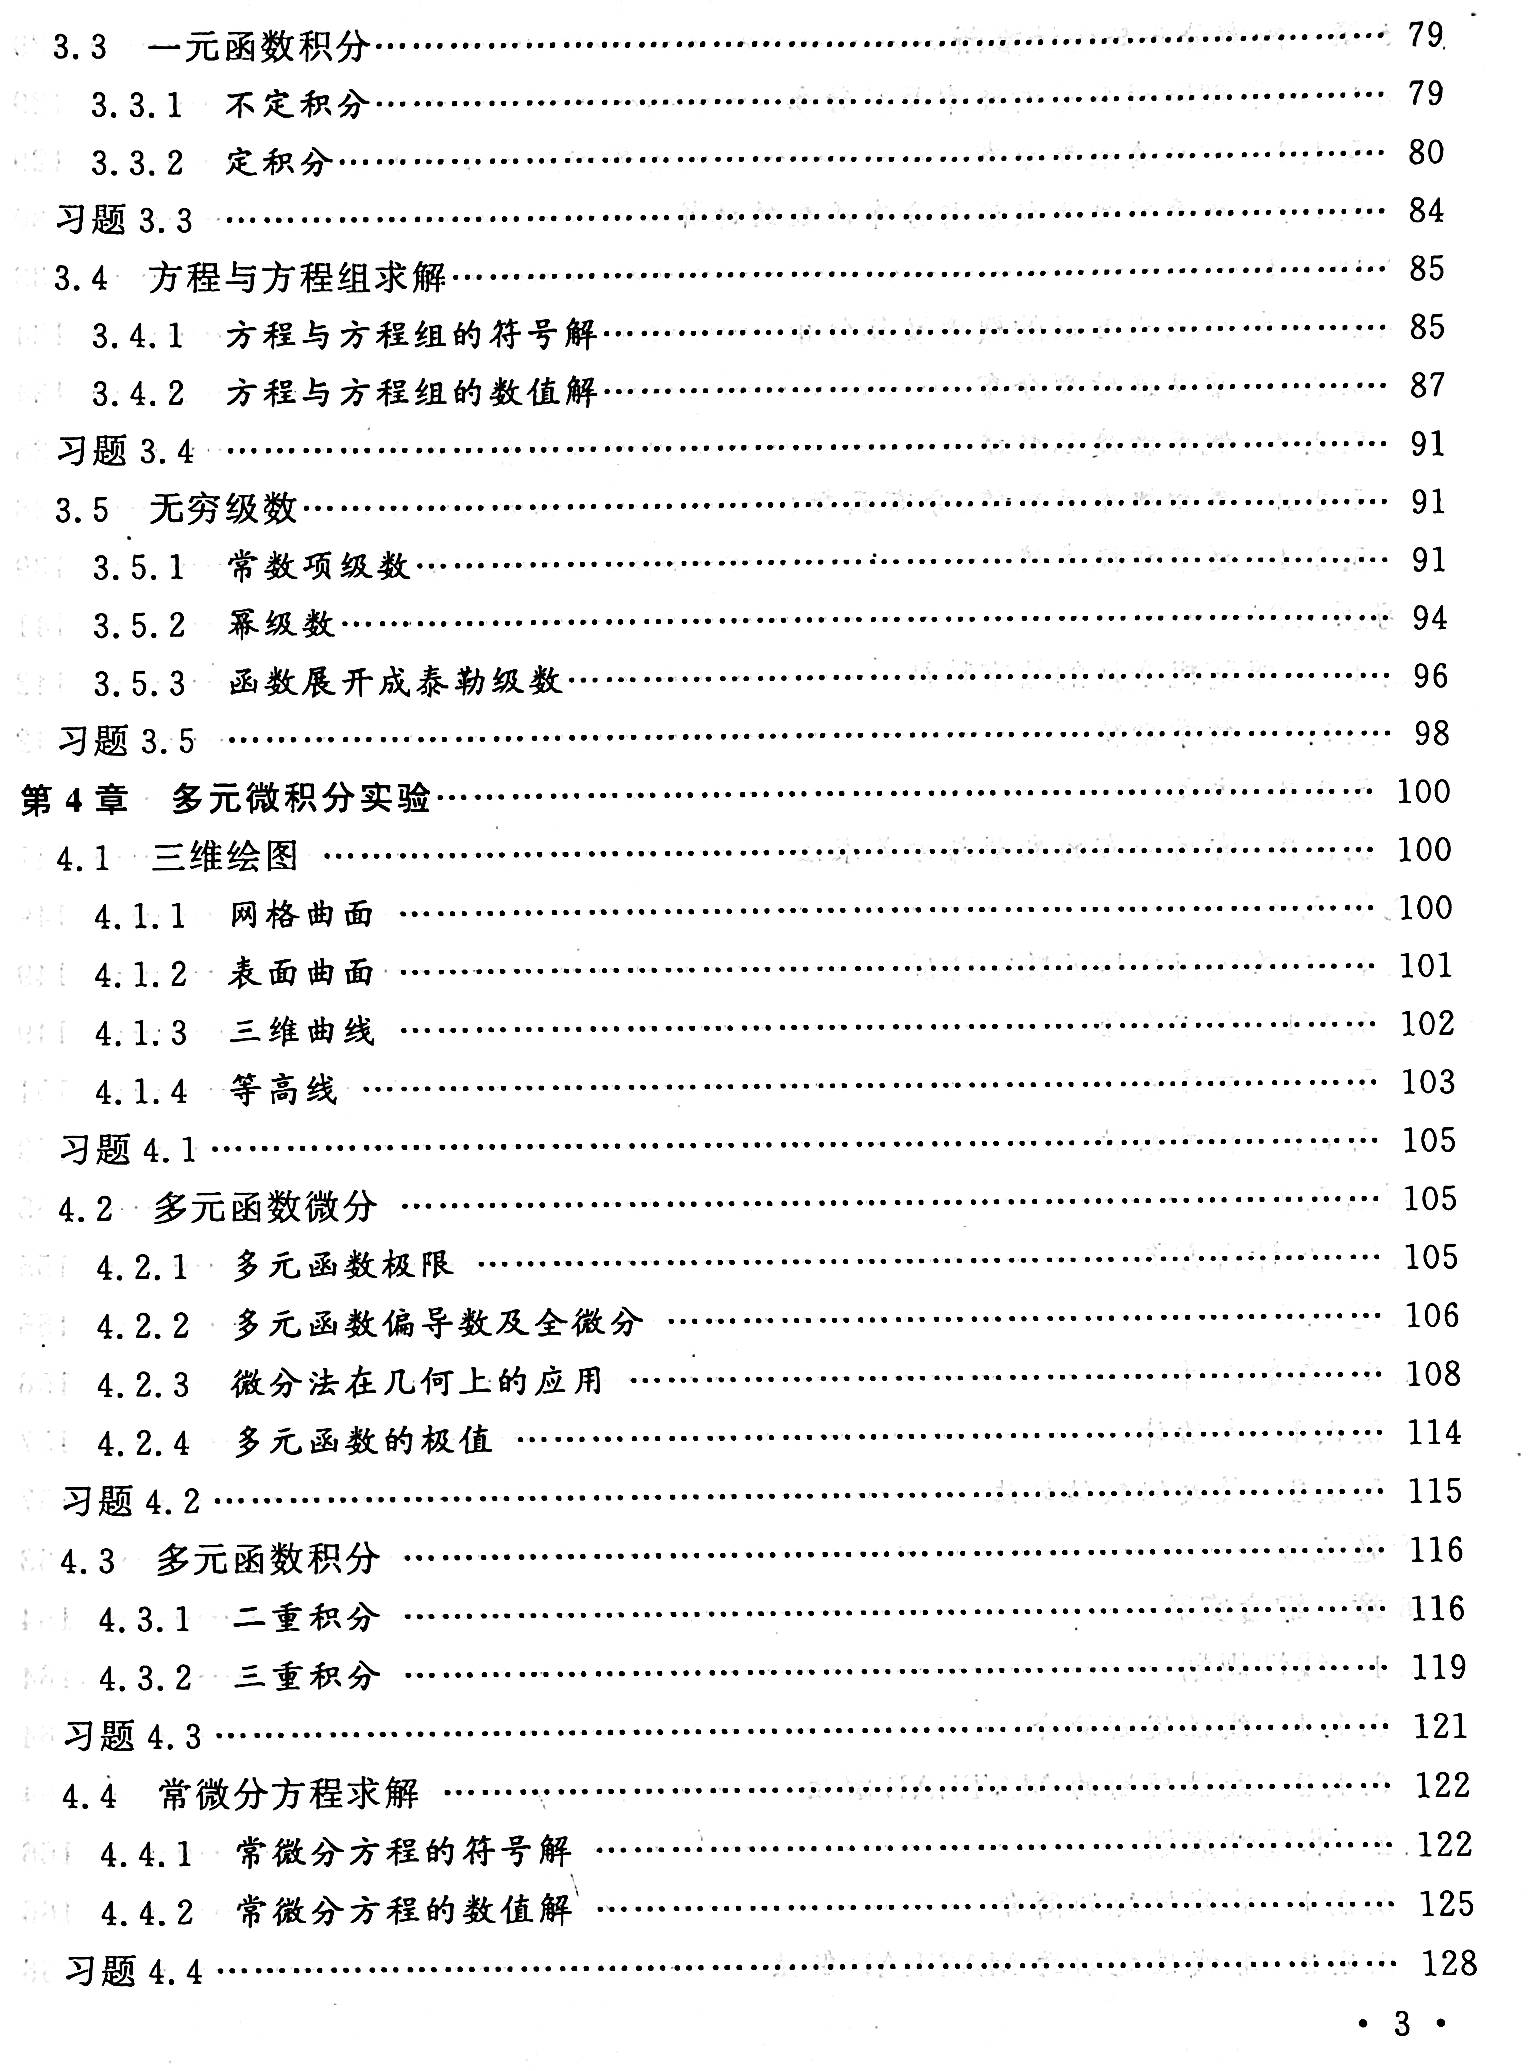 3.3 一元函数积分…………………………………………………………………… 79
3.3.1 不定积分…………………………………………………………………… 79
3.3.2 定积分…………………………………………………………………… 80
习题 3.3 …………………………………………………………………… 84
3.4 方程与方程组求解…………………………………………………………………… 85
3.4.1 方程与方程组的符号解…………………………………………………………………… 85
3.4.2 方程与方程组的数值解…………………………………………………………………… 87
习题 3.4 …………………………………………………………………… 91
3.5 无穷级数…………………………………………………………………… 91
3.5.1 常数项级数…………………………………………………………………… 91
3.5.2 幂级数…………………………………………………………………… 94
3.5.3 函数展开成泰勒级数…………………………………………………………………… 96
习题 3.5 …………………………………………………………………… 98
第 4 章 多元微积分实验…………………………………………………………………… 100
4.1 三维绘图 …………………………………………………………………… 100
4.1.1 网格曲面 …………………………………………………………………… 100
4.1.2 表面曲面 …………………………………………………………………… 101
4.1.3 三维曲线 …………………………………………………………………… 102
4.1.4 等高线 …………………………………………………………………… 103
习题 4.1…………………………………………………………………… 105
4.2 多元函数微分 …………………………………………………………………… 105
4.2.1 多元函数极限 …………………………………………………………………… 105
4.2.2 多元函数偏导数及全微分 …………………………………………………………………… 106
4.2.3 微分法在几何上的应用 …………………………………………………………………… 108
4.2.4 多元函数的极值 …………………………………………………………………… 114
习题 4.2…………………………………………………………………… 115
4.3 多元函数积分 …………………………………………………………………… 116
4.3.1 二重积分 …………………………………………………………………… 116
4.3.2 三重积分 …………………………………………………………………… 119
习题 4.3…………………………………………………………………… 121
4.4 常微分方程求解 …………………………………………………………………… 122
4.4.1 常微分方程的符号解 …………………………………………………………………… 122
4.4.2 常微分方程的数值解 …………………………………………………………………… 125
习题 4.4…………………………………………………………………… 128
• 3 •